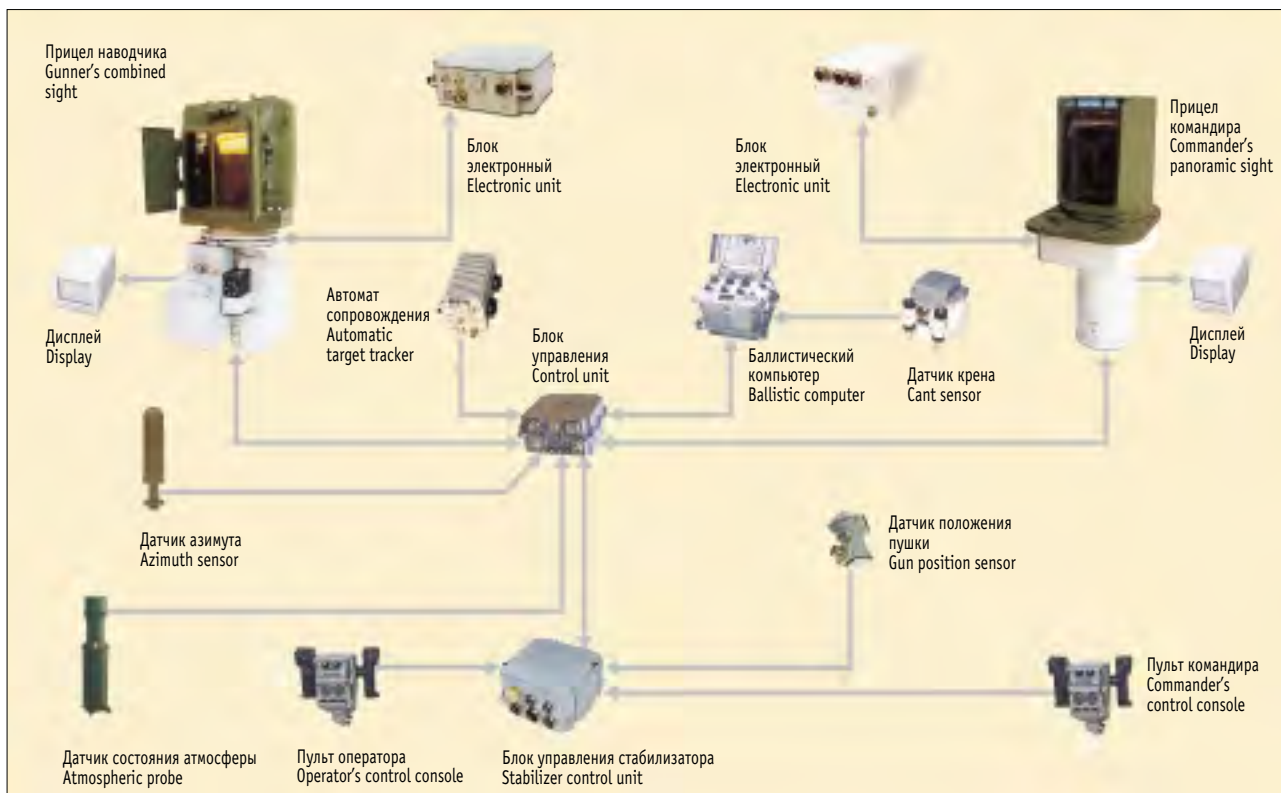 Прицел наводчика
Gunner's combined
sight
Блок
электронный
Electronic unit
Блок
электронный
Electronic unit
Прицел
командира
Commander's
panoramic sight
Дисплей
Display
Автомат
сопровождения
Automatic
target tracker
Блок
управления
Control unit
Баллистический
компьютер
Ballistic computer
Датчик крена
Cant sensor
Дисплей
Display
Датчик азимута
Azimuth sensor
Датчик положения
пушки
Gun position sensor
Датчик состояния атмосферы
Atmospheric probe
Пульт оператора
Operator's control console
Блок управления стабилизатора
Stabilizer control unit
Пульт командира
Commander's
control console